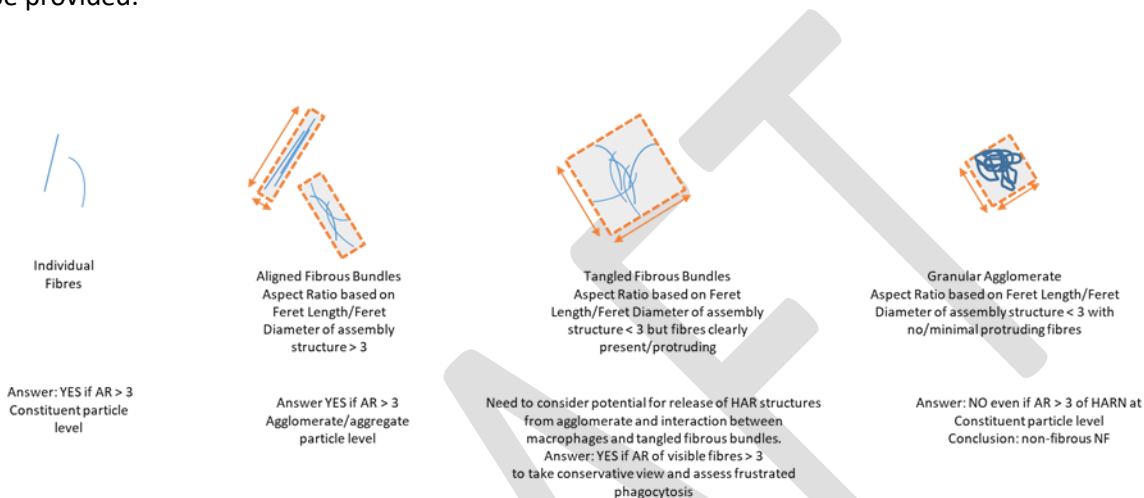 be provided.
Individual
Fibres
Answer: YES if AR > 3
Constituent particle
level
Aligned Fibrous Bundles
Aspect Ratio based on
Feret Length/Feret
Diameter of assembly
structure > 3
Answer YES if AR > 3
Agglomerate/aggregate
particle level
Tangled Fibrous Bundles
Aspect Ratio based on Feret
Length/Feret Diameter of assembly
structure < 3 but fibres clearly
present/protruding
Need to consider potential for release of HAR structures
from agglomerate and interaction between
macrophages and tangled fibrous bundles.
Answer: YES if AR of visible fibres > 3
to take conservative view and assess frustrated
phagocytosis
Granular Agglomerate
Aspect Ratio based on Feret Length/Feret
Diameter of assembly structure < 3 with
no/minimal protruding fibres
Answer: NO even if AR > 3 of HARN at
Constituent particle level
Conclusion: non-fibrous NF